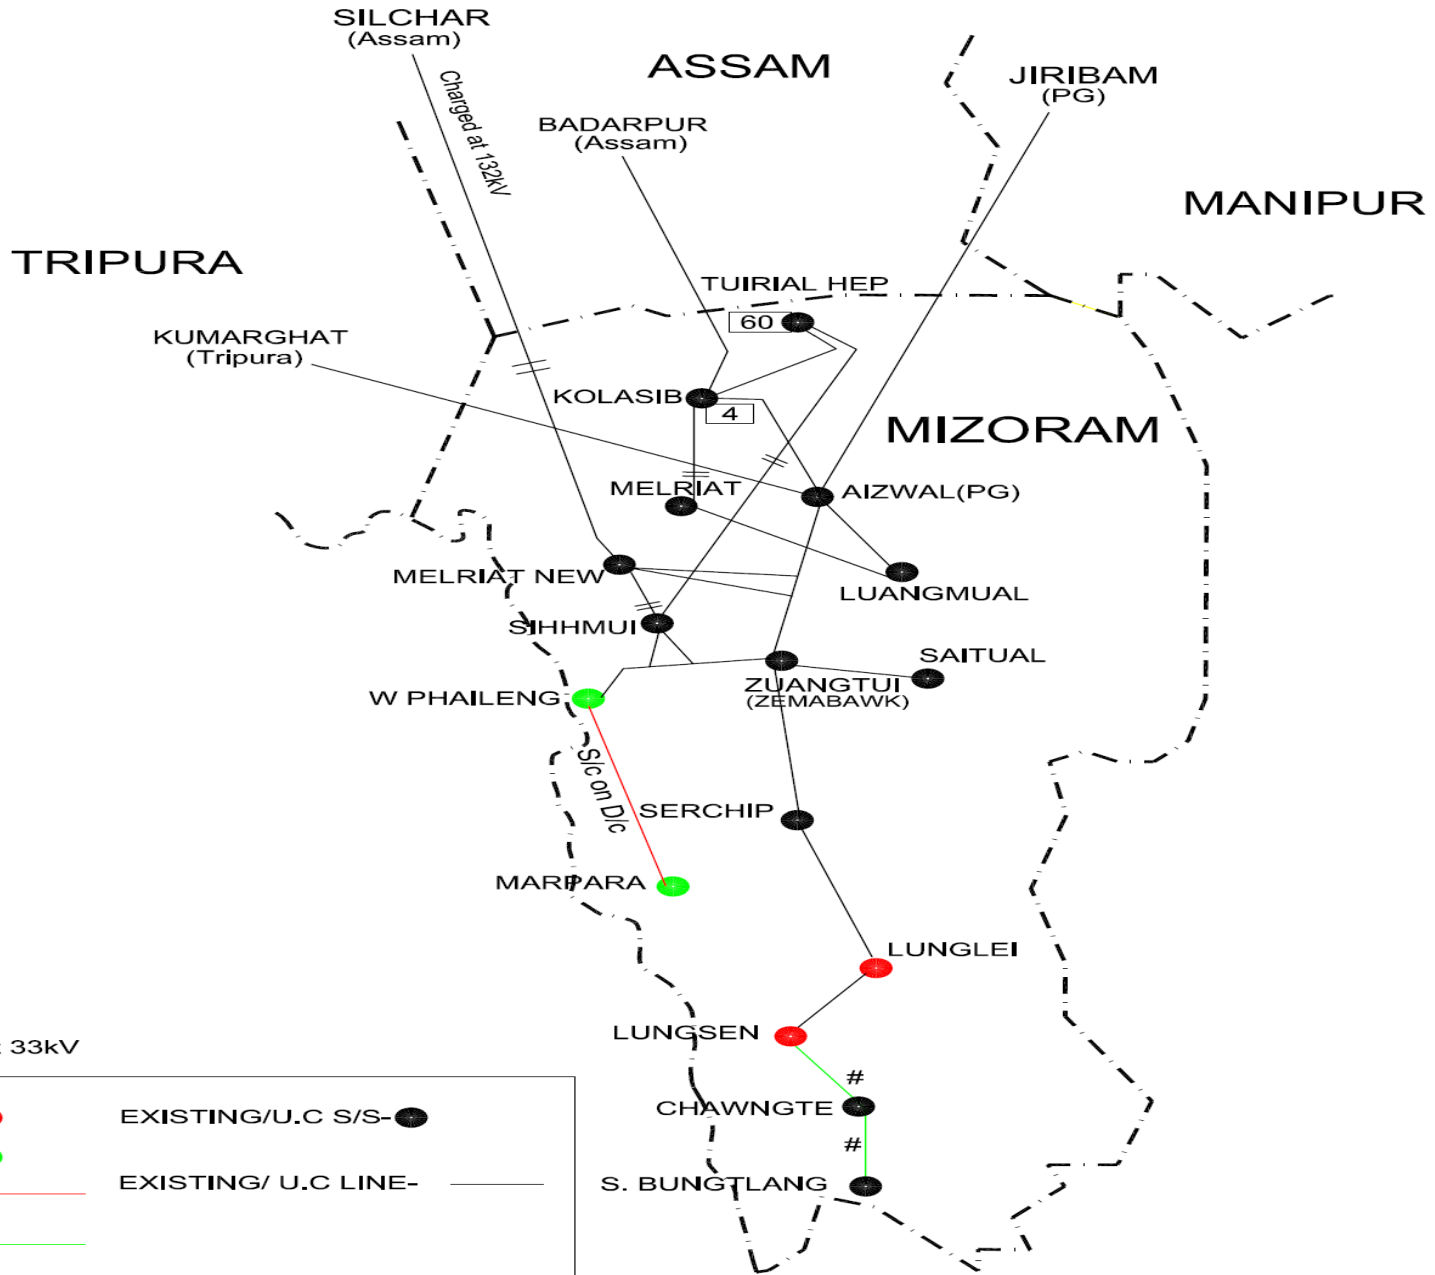 SILCHAR
(Assam)
ASSAM
JIRIBAM
(PG)
Charged at 132kV
BADARPUR
(Assam)
MANIPUR
TRIPURA
TUIRIAL HEP
60
KUMARGHAT
(Tripura)
KOLASIB
4
MIZORAM
MELRIAT
AIZWAL(PG)
MELRIAT NEW
LUANGMUAL
SIHHMUI
SAITUAL
ZUANGTUI
(ZEMABAWK)
W PHAILENG
S/c on D/c
SERCHIP
MARPARA
LUNGLEI
LUNGSEN
33kV
#
CHAWNGTE
EXISTING/U.C S/S-
#
S. BUNGTLANG
EXISTING/ U.C LINE-